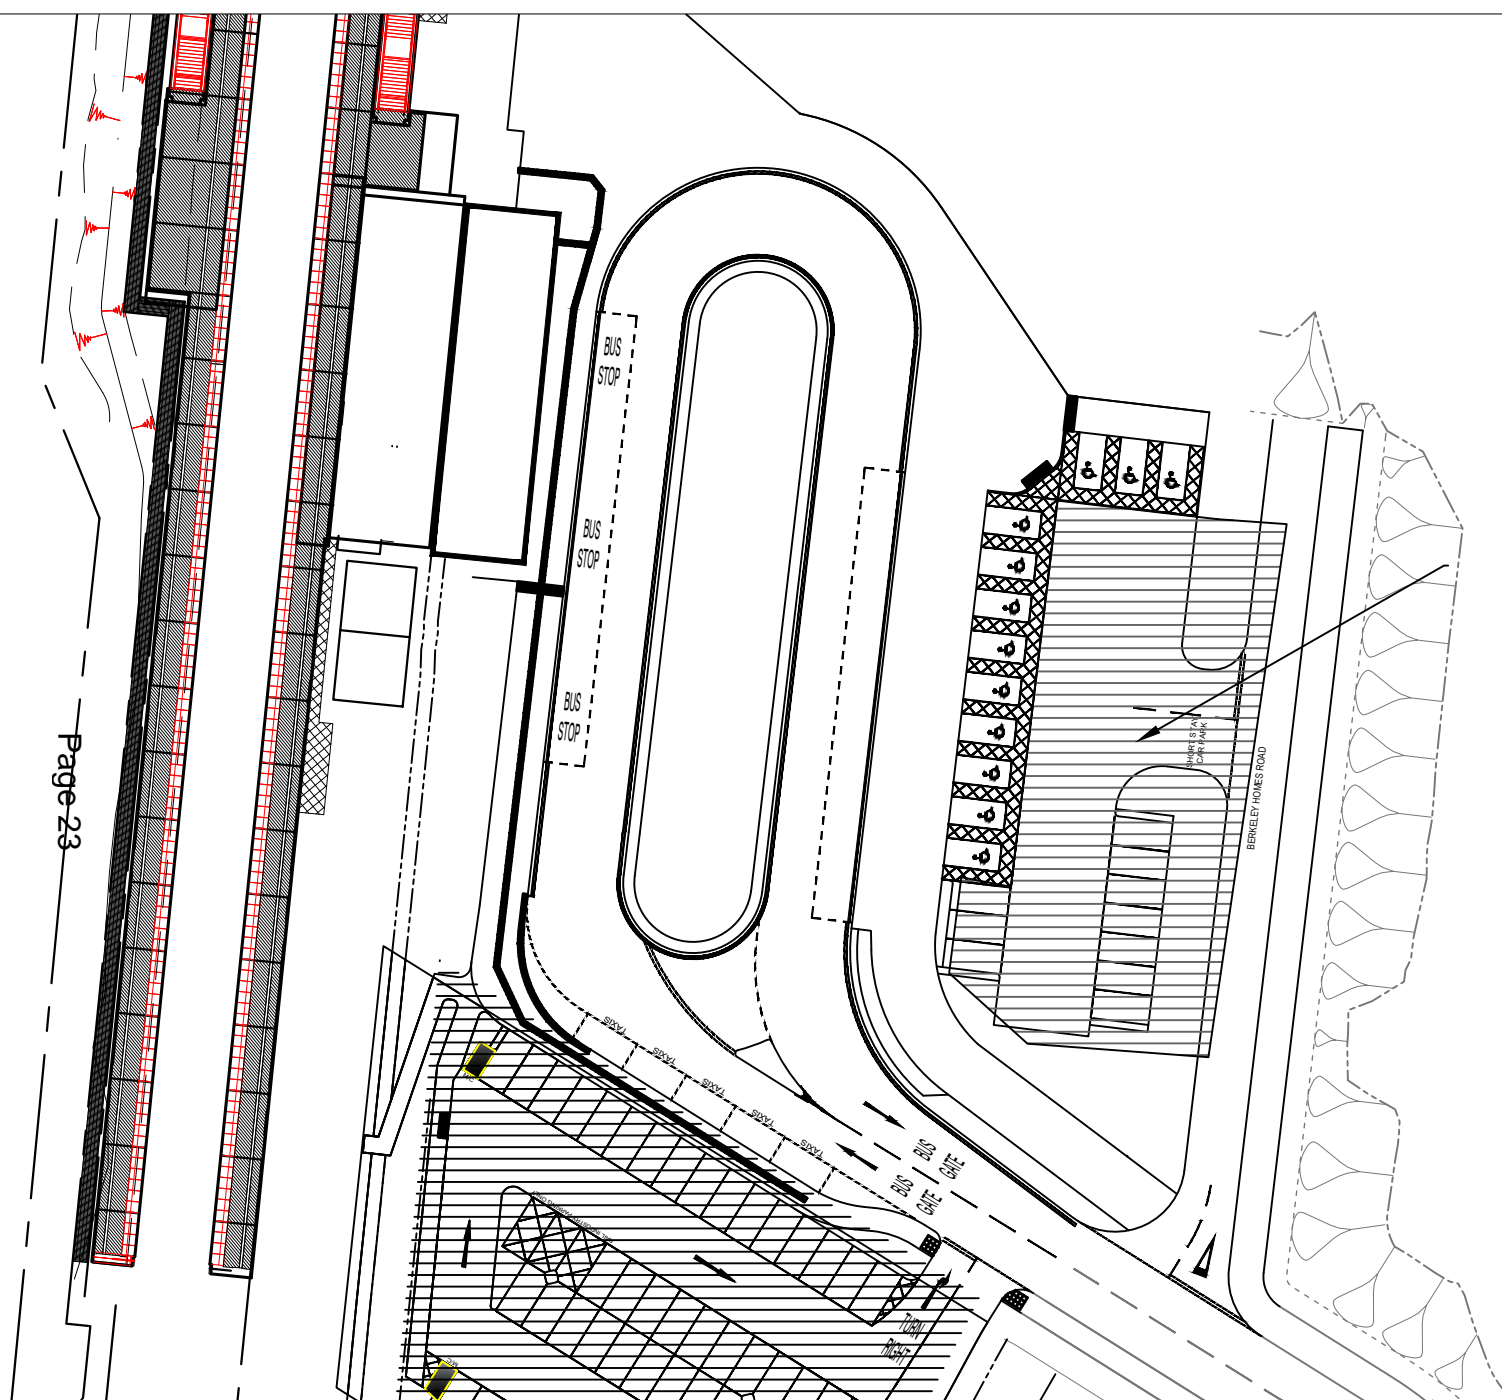 BUS
STOP
BUS
STOP
BUS
STOP
SHORT STAY
CAR PARK
BERKELEY HOMES ROAD
Page 23
TAXIS
TAXIS
TAXIS
TAXIS
TAXIS
BUS
GATE
BUS
GATE
TURN
RIGHT